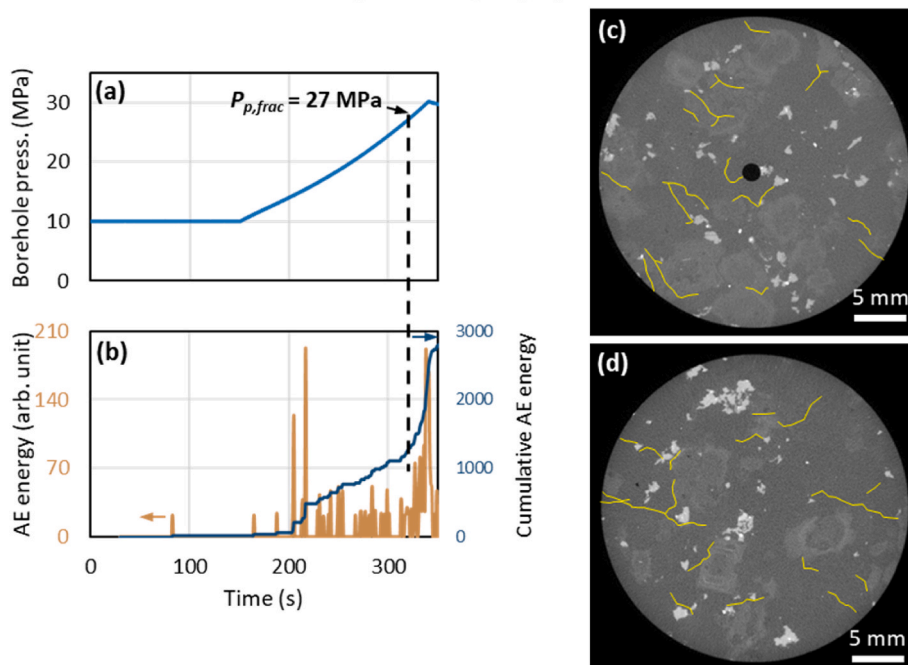 (a)
Borehole press. (MPa)
30
20
10
0
P_p,frac = 27 MPa
(b)
AE energy (arb. unit)
210
140
70
0
3000
2000
1000
0
Cumulative AE energy
0 100 200 300
Time (s)
(c)
5 mm
(d)
5 mm